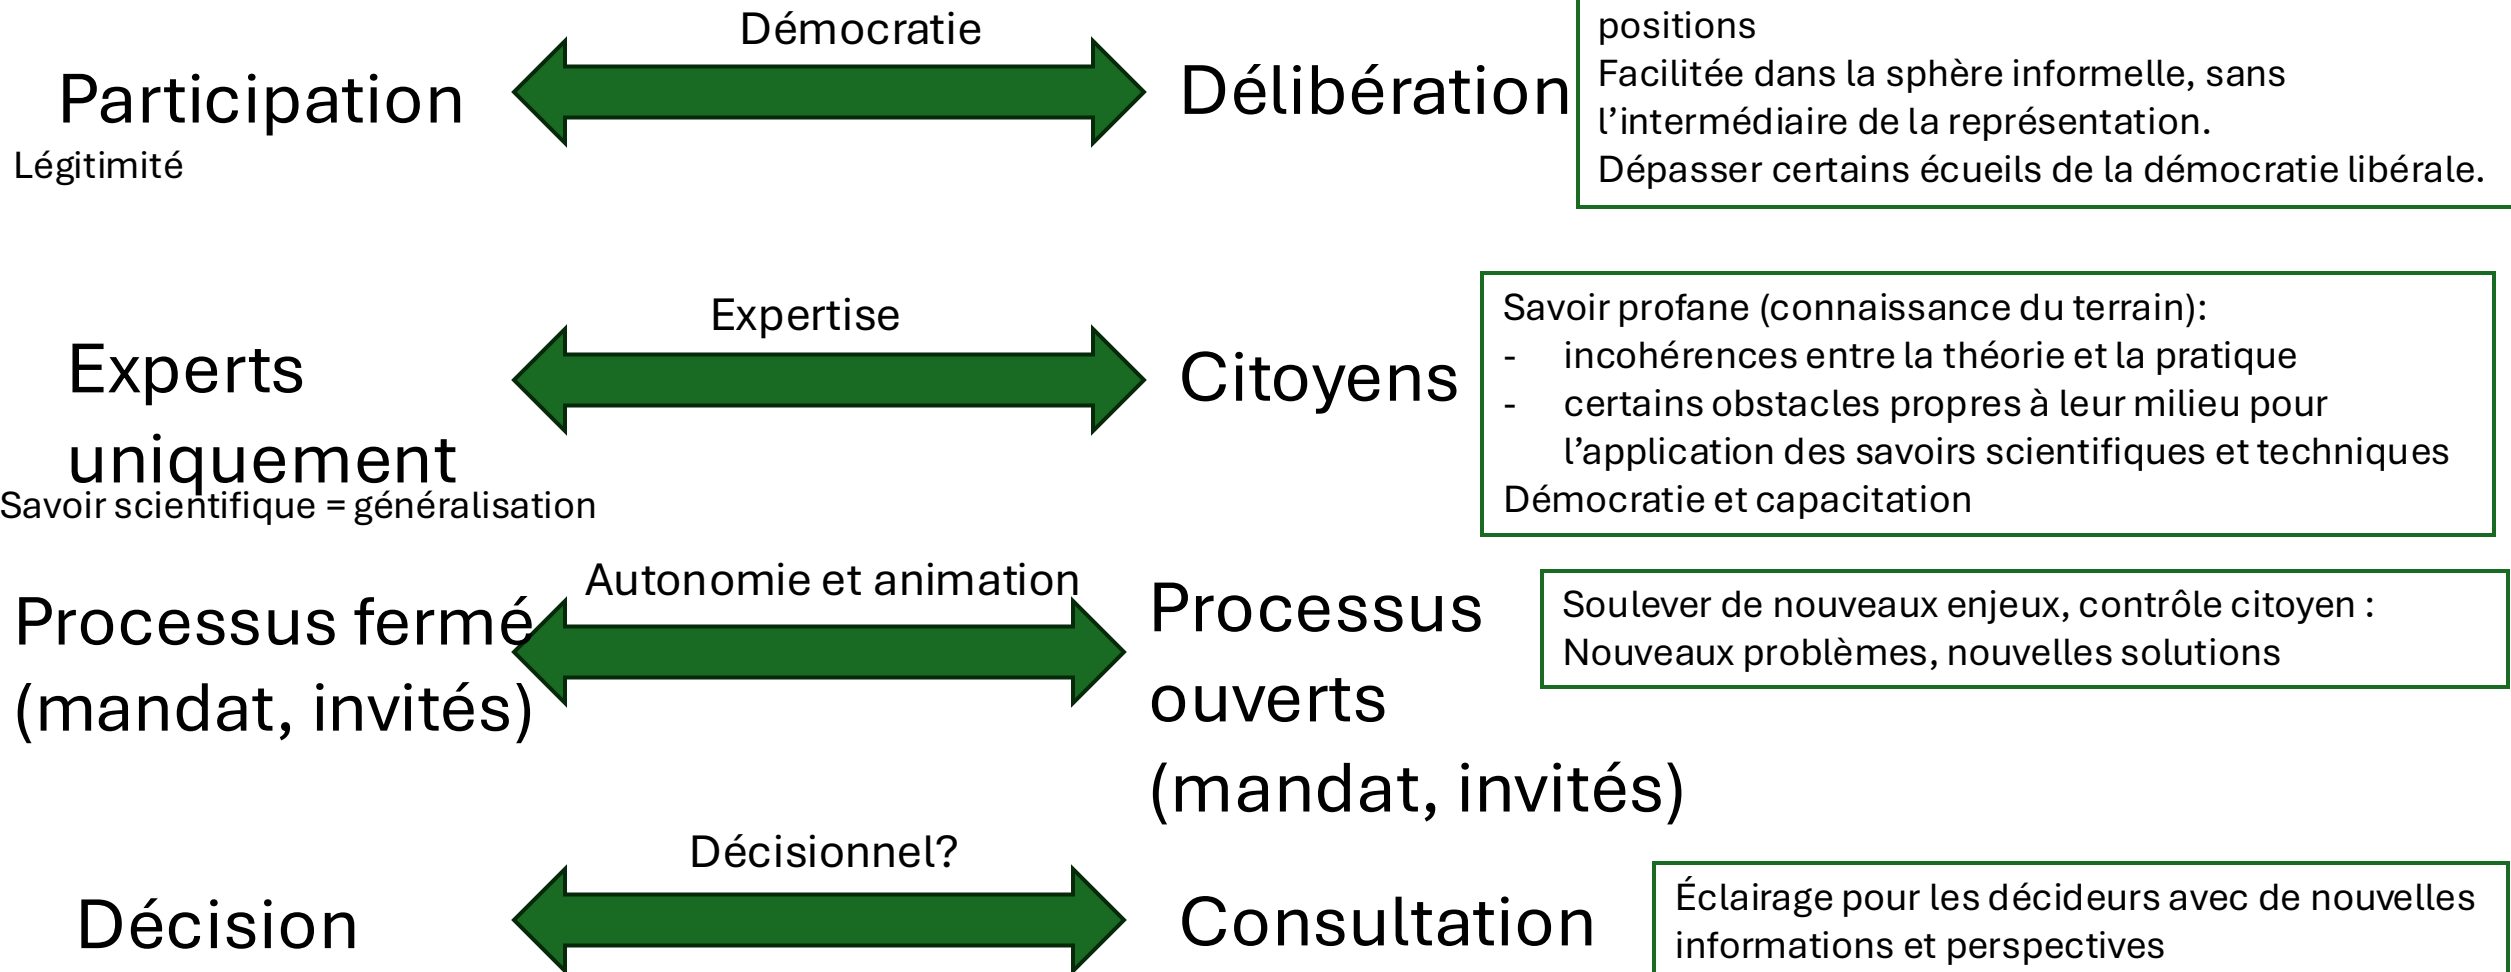 Démocratie
Participation
Légitimité
Délibération
positions
Facilitée dans la sphère informelle, sans
l’intermédiaire de la représentation.
Dépasser certains écueils de la démocratie libérale.
Expertise
Experts
uniquement
Savoir scientifique = généralisation
Citoyens
Savoir profane (connaissance du terrain):
- incohérences entre la théorie et la pratique
- certains obstacles propres à leur milieu pour
l’application des savoirs scientifiques et techniques
Démocratie et capacitation
Autonomie et animation
Processus fermé
(mandat, invités)
Processus
ouverts
(mandat, invités)
Soulever de nouveaux enjeux, contrôle citoyen :
Nouveaux problèmes, nouvelles solutions
Décisionnel?
Décision
Consultation
Éclairage pour les décideurs avec de nouvelles
informations et perspectives